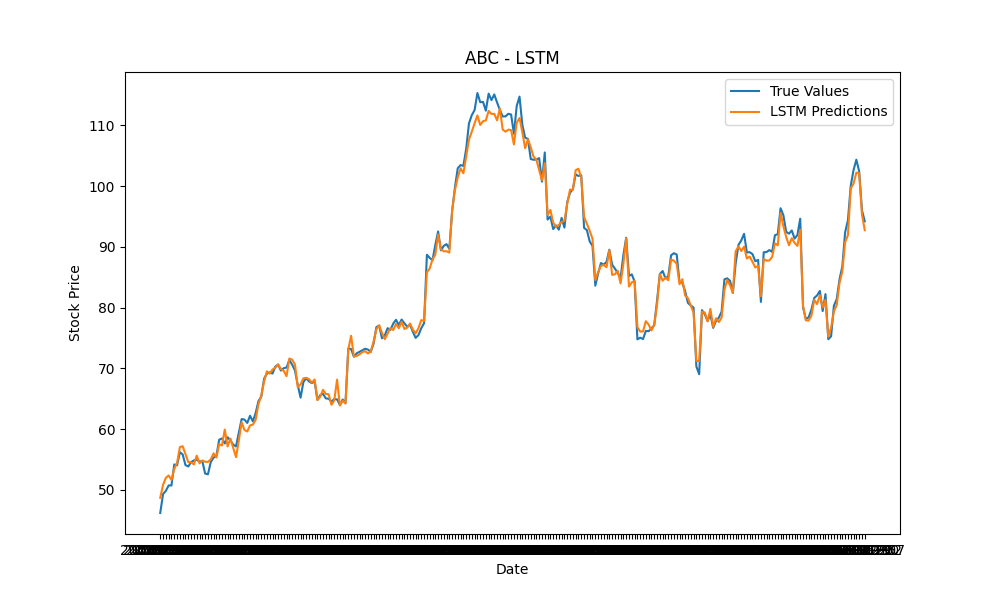 ABC - LSTM
True Values
LSTM Predictions
110
100
90
80
70
60
50
Stock Price
Date